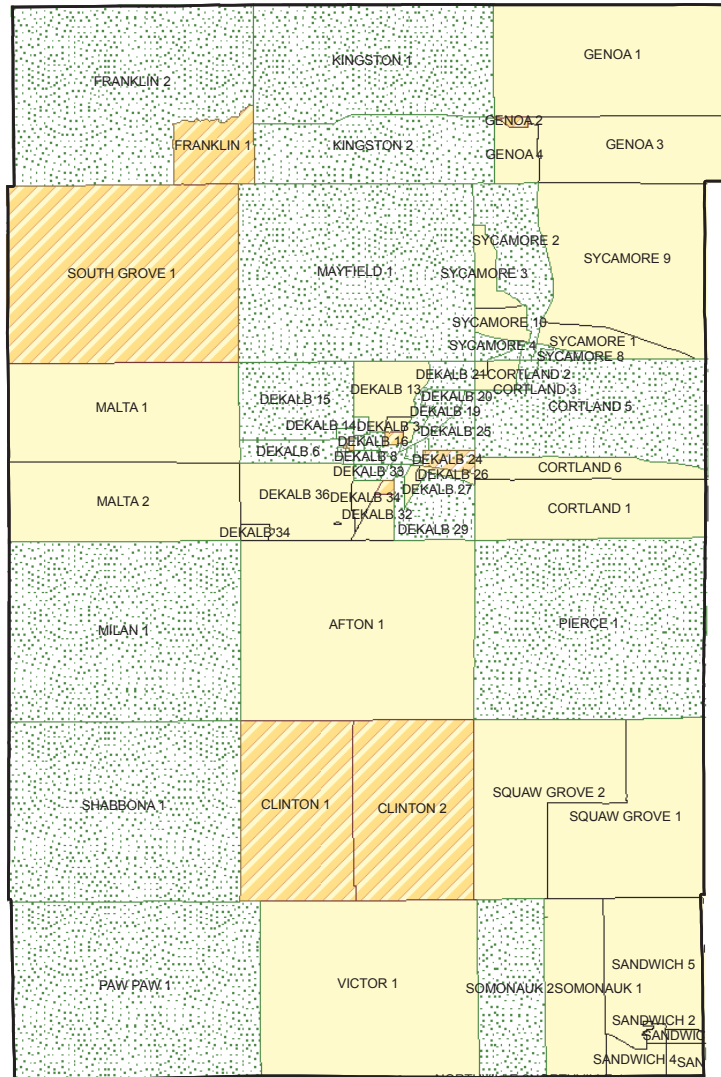 GENOA 1
KINGSTON 1
FRANKLIN 2
GENOA 2
FRANKLIN 1
KINGSTON 2
GENOA 3
GENOA 4
SYCAMORE 2
SYCAMORE 9
SOUTH GROVE 1
MAYFIELD 1
SYCAMORE 3
SYCAMORE 10
SYCAMORE 1
SYCAMORE 4
SYCAMORE 8
DEKALB 21
CORTLAND 2
DEKALB 13
CORTLAND 3
DEKALB 15
DEKALB 20
MALTA 1
CORTLAND 5
DEKALB 19
DEKALB 14
DEKALB 3
DEKALB 25
DEKALB 16
DEKALB 6
DEKALB 8
DEKALB 24
CORTLAND 6
DEKALB 33
DEKALB 26
DEKALB 27
MALTA 2
DEKALB 36
DEKALB 34
CORTLAND 1
DEKALB 32
DEKALB 29
DEKALB 34
AFTON 1
PIERCE 1
MILAN 1
SQUAW GROVE 2
SHABBONA 1
CLINTON 1
CLINTON 2
SQUAW GROVE 1
SANDWICH 5
PAW PAW 1
VICTOR 1
SOMONAUK 2
SOMONAUK 1
SANDWICH 2
SANDWIC
SANDWICH 4
SAN